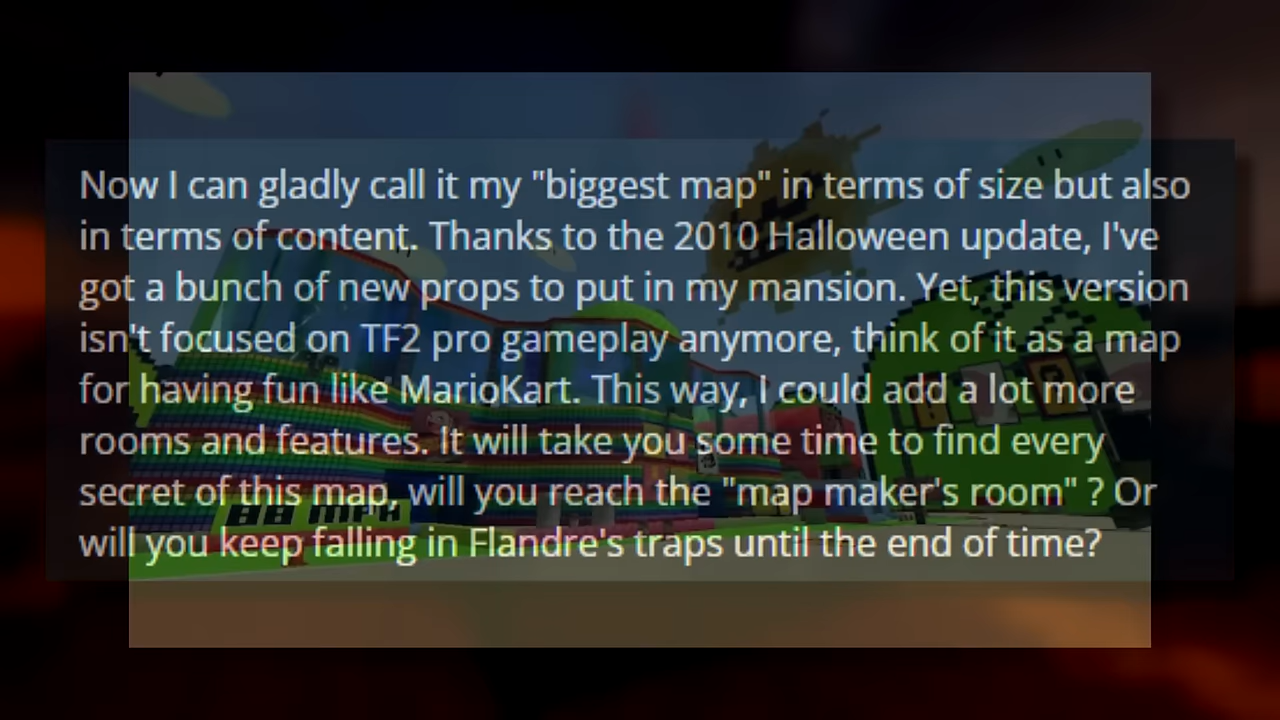 Now I can gladly call it my "biggest map" in terms of size but also
in terms of content. Thanks to the 2010 Halloween update, I've
got a bunch of new props to put in my mansion. Yet, this version
isn't focused on TF2 pro gameplay anymore, think of it as a map
for having fun like MarioKart. This way, I could add a lot more
rooms and features. It will take you some time to find every
secret of this map, will you reach the "map maker's room" ? Or
will you keep falling in Flandre's traps until the end of time?
88 MPH